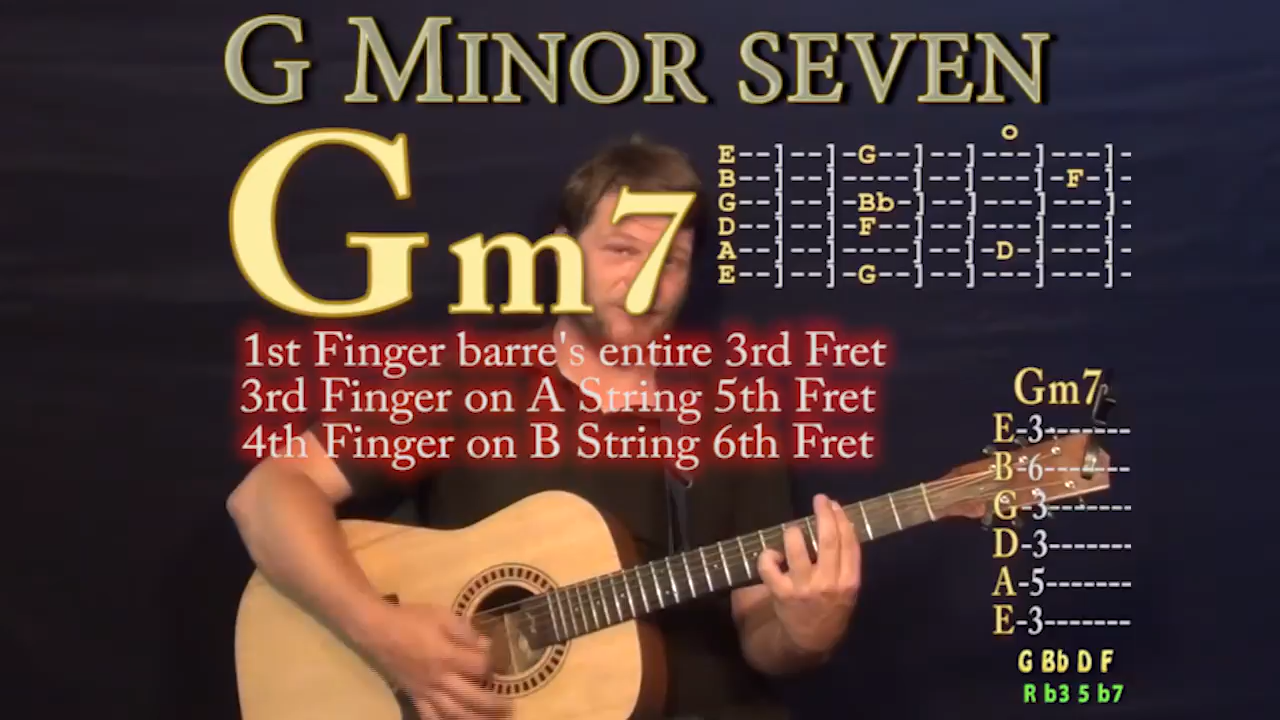 G MINOR SEVEN
Gm7
o
E--]--]-G--]--]---]---]-
B--]--]----]--]---]-F-]-
G--]--]-Bb-]--]---]---]-
D--]--]-F--]--]---]---]-
A--]--]----]--]-D-]---]-
E--]--]-G--]--]---]---]-
1st Finger barre's entire 3rd Fret
3rd Finger on A String 5th Fret
4th Finger on B String 6th Fret
Gm7
E-3-------
B-6-------
G-3-------
D-3-------
A-5-------
E-3-------
G Bb D F
R b3 5 b7